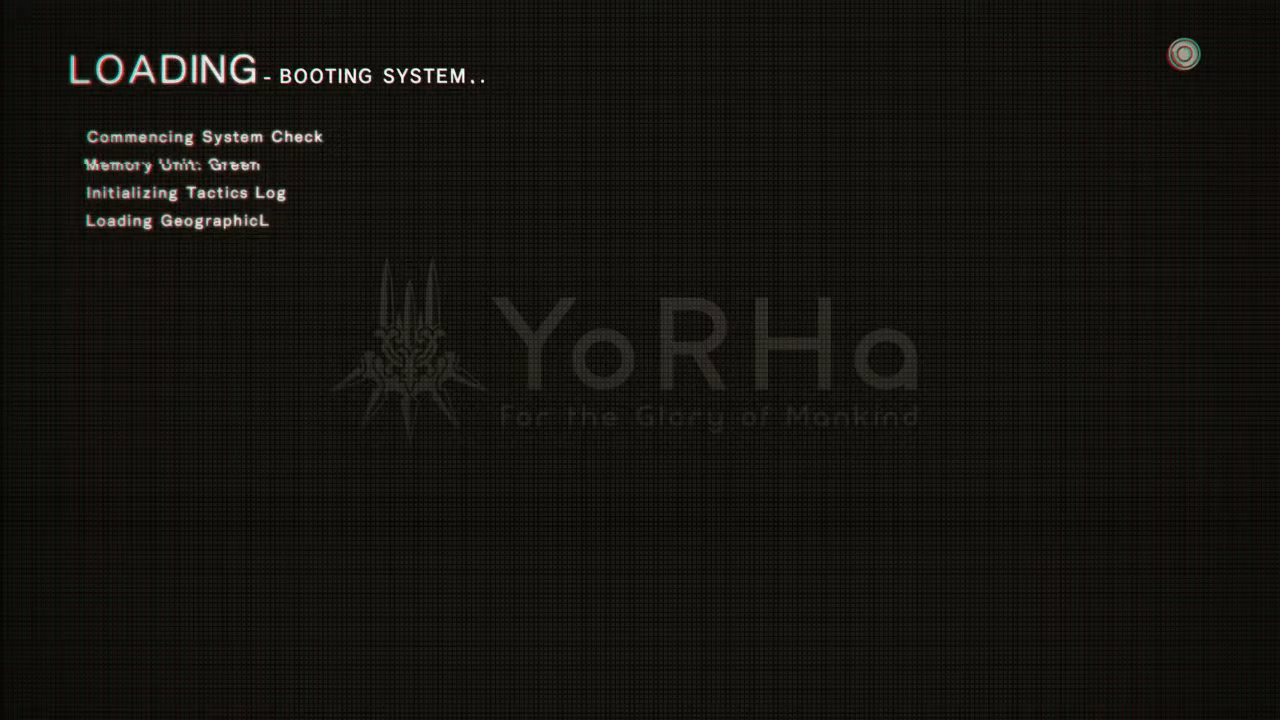 LOADING - BOOTING SYSTEM..
Commencing System Check
Memory Unit: Green
Initializing Tactics Log
Loading GeographicL
YoRHa
For the Glory of Mankind